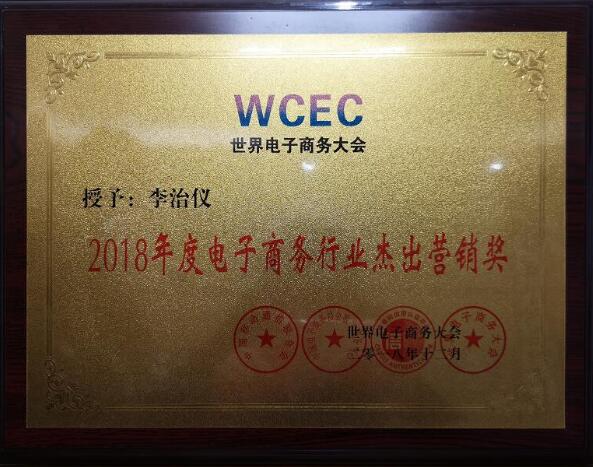 WCEC
世界电子商务大会
授予：李治仪
2018年度电子商务行业杰出营销奖
世界电子商务大会
二零一八年十二月